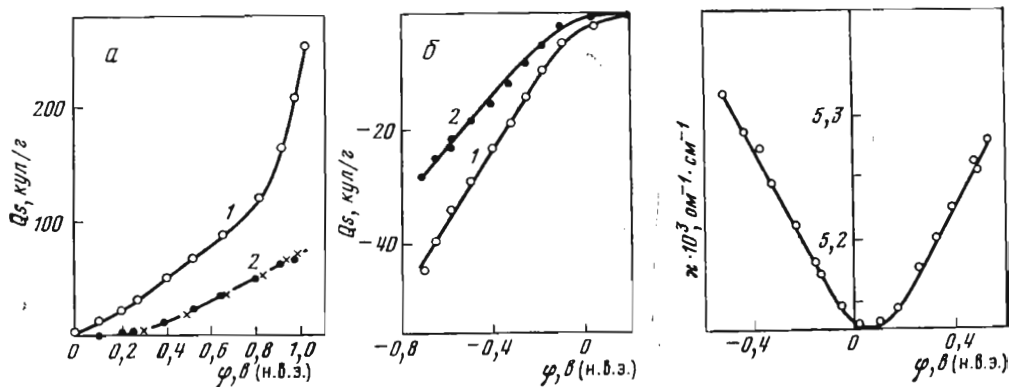 а
Qs, кул/г
200
100
1
2
0 0,2 0,4 0,6 0,8 1,0
φ, в (н.в.э.)
б
Qs, кул/г
-20
-40
2
1
-0,8 -0,4 0
φ, в (н.в.э.)
ϰ·10³, ом⁻¹·см⁻¹
5,3
5,2
-0,4 0 0,4
φ, в (н.в.э.)